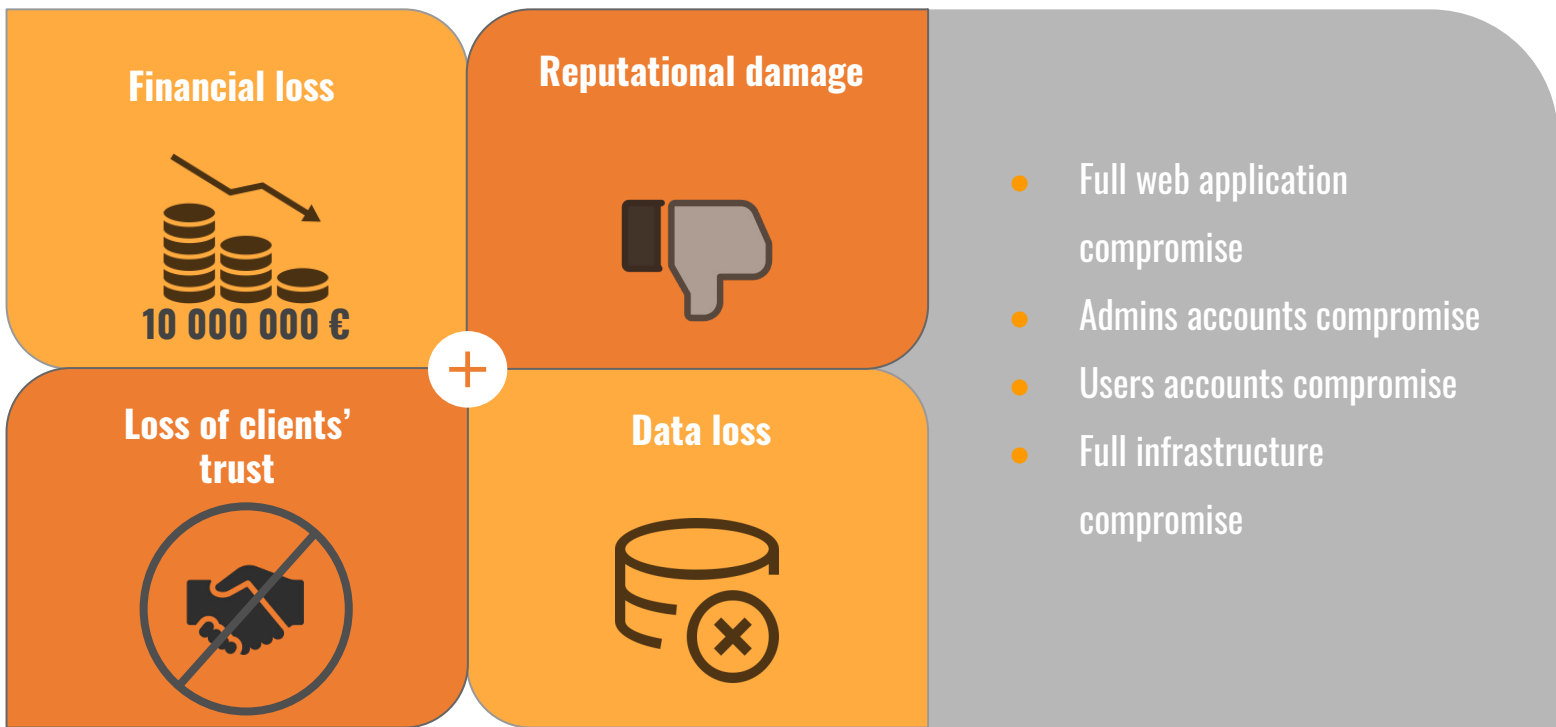 Financial loss
10 000 000 €
Reputational damage
Loss of clients’
trust
Data loss
● Full web application
compromise
● Admins accounts compromise
● Users accounts compromise
● Full infrastructure
compromise